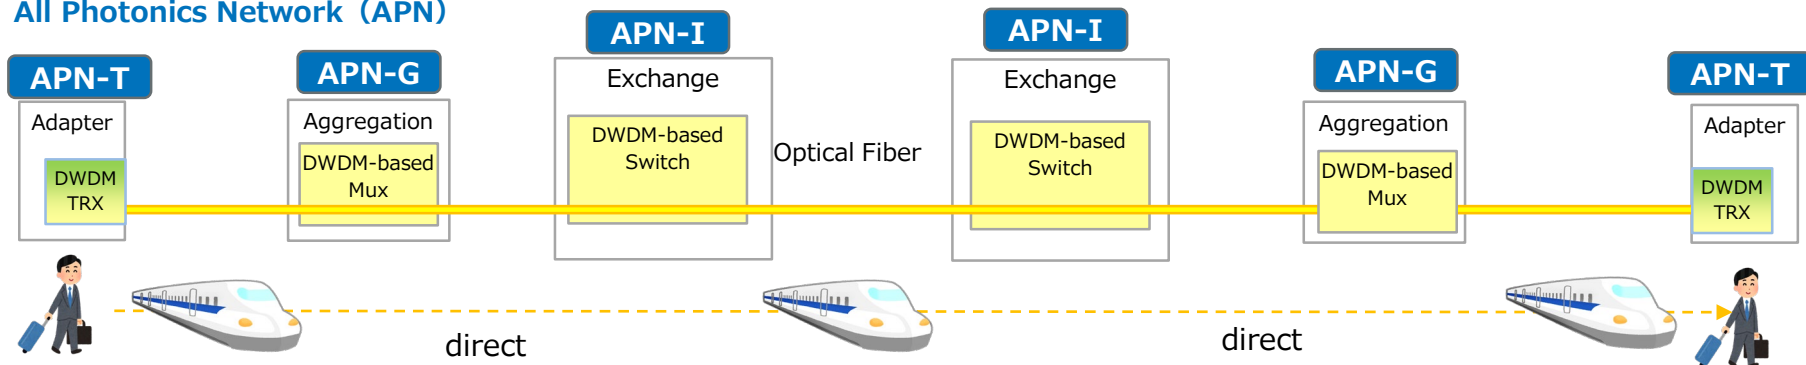 All Photonics Network（APN）
APN-T
Adapter
DWDM
TRX
APN-G
Aggregation
DWDM-based
Mux
APN-I
Exchange
DWDM-based
Switch
Optical Fiber
APN-I
Exchange
DWDM-based
Switch
APN-G
Aggregation
DWDM-based
Mux
APN-T
Adapter
DWDM
TRX
direct
direct